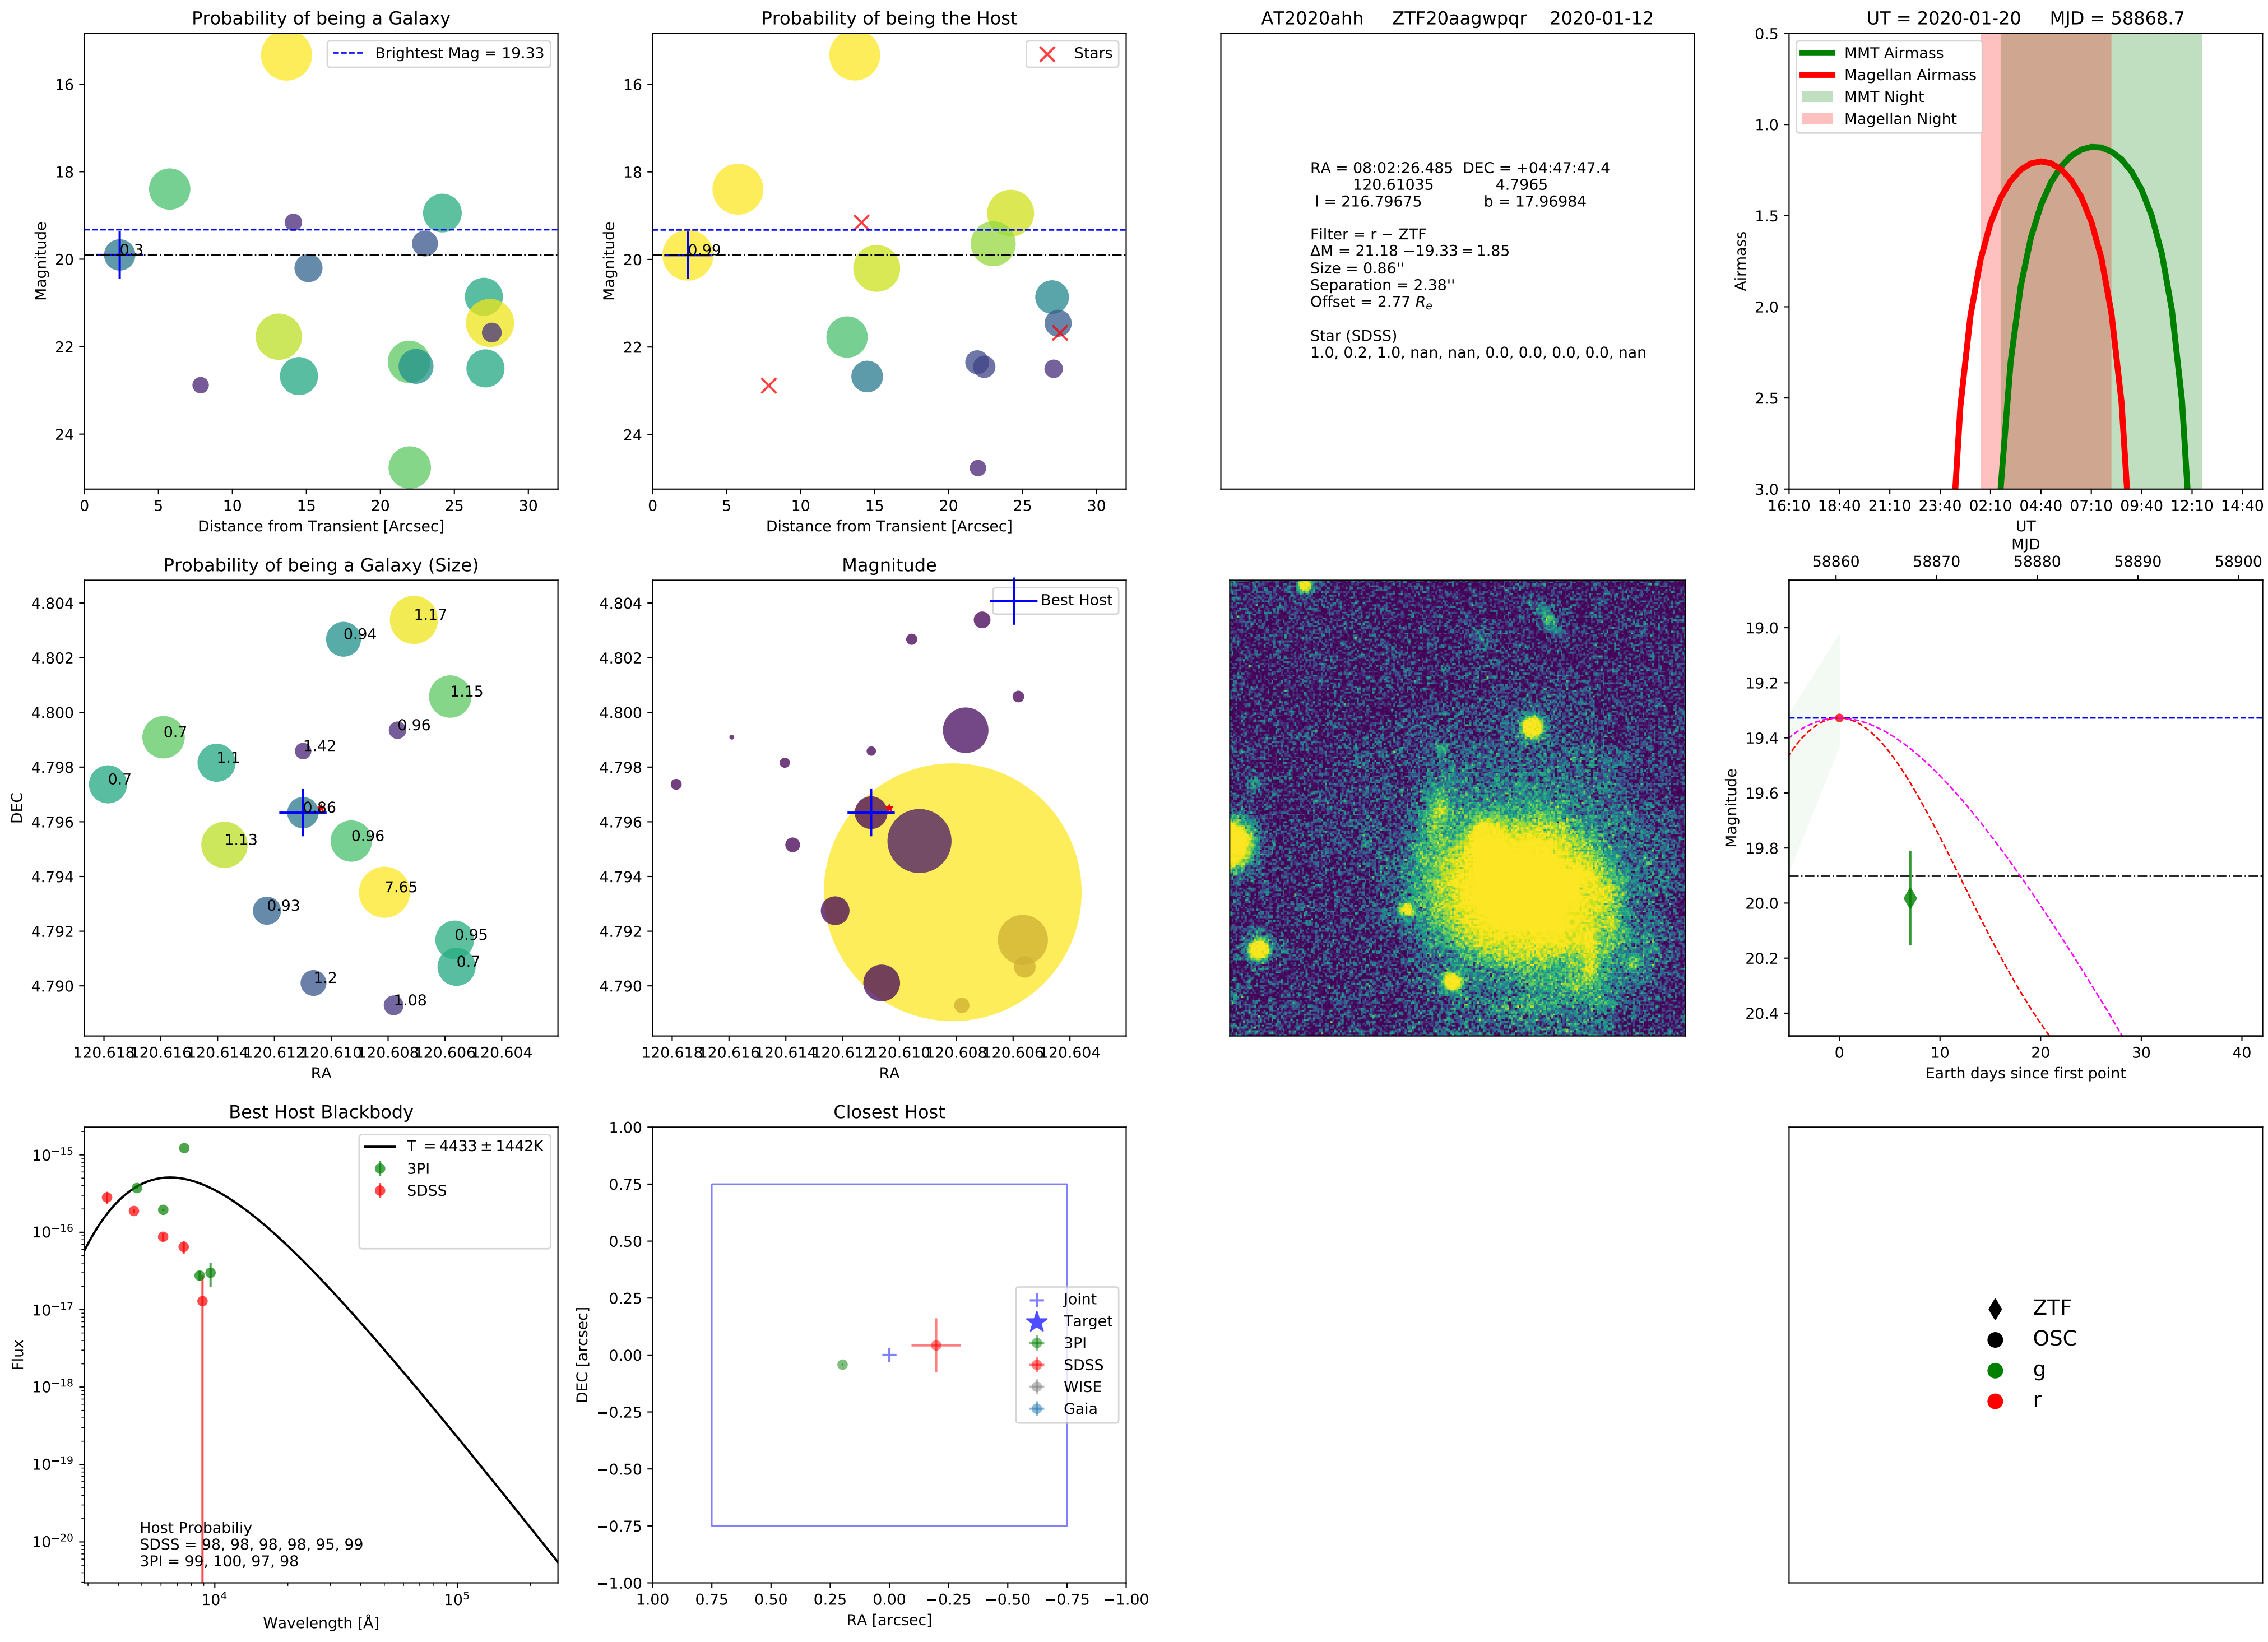 Probability of being a Galaxy
Brightest Mag = 19.33
0.3
16
18
20
22
24
Magnitude
0 5 10 15 20 25 30
Distance from Transient [Arcsec]
Probability of being the Host
Stars
0.99
16
18
20
22
24
Magnitude
0 5 10 15 20 25 30
Distance from Transient [Arcsec]
AT2020ahh ZTF20aagwpqr 2020-01-12
RA = 08:02:26.485 DEC = +04:47:47.4
120.61035 4.7965
l = 216.79675 b = 17.96984
Filter = r − ZTF
ΔM = 21.18 −19.33 = 1.85
Size = 0.86''
Separation = 2.38''
Offset = 2.77 Re
Star (SDSS)
1.0, 0.2, 1.0, nan, nan, 0.0, 0.0, 0.0, 0.0, nan
UT = 2020-01-20 MJD = 58868.7
MMT Airmass
Magellan Airmass
MMT Night
Magellan Night
0.5
1.0
1.5
2.0
2.5
3.0
Airmass
16:10 18:40 21:10 23:40 02:10 04:40 07:10 09:40 12:10 14:40
UT
Probability of being a Galaxy (Size)
1.17
0.94
1.15
0.96
0.7
1.42
1.1
0.7
0.86
0.96
1.13
7.65
0.93
0.95
0.7
1.2
1.08
4.804
4.802
4.800
4.798
4.796
4.794
4.792
4.790
DEC
120.618 120.616 120.614 120.612 120.610 120.608 120.606 120.604
RA
Magnitude
Best Host
4.804
4.802
4.800
4.798
4.796
4.794
4.792
4.790
120.618 120.616 120.614 120.612 120.610 120.608 120.606 120.604
RA
MJD
58860 58870 58880 58890 58900
19.0
19.2
19.4
19.6
19.8
20.0
20.2
20.4
Magnitude
0 10 20 30 40
Earth days since first point
Best Host Blackbody
T = 4433 ± 1442K
3PI
SDSS
10−15
10−16
10−17
10−18
10−19
10−20
Flux
Host Probabiliy
SDSS = 98, 98, 98, 98, 95, 99
3PI = 99, 100, 97, 98
104 105
Wavelength [Å]
Closest Host
Joint
Target
3PI
SDSS
WISE
Gaia
1.00
0.75
0.50
0.25
0.00
−0.25
−0.50
−0.75
−1.00
DEC [arcsec]
1.00 0.75 0.50 0.25 0.00 −0.25 −0.50 −0.75 −1.00
RA [arcsec]
ZTF
OSC
g
r